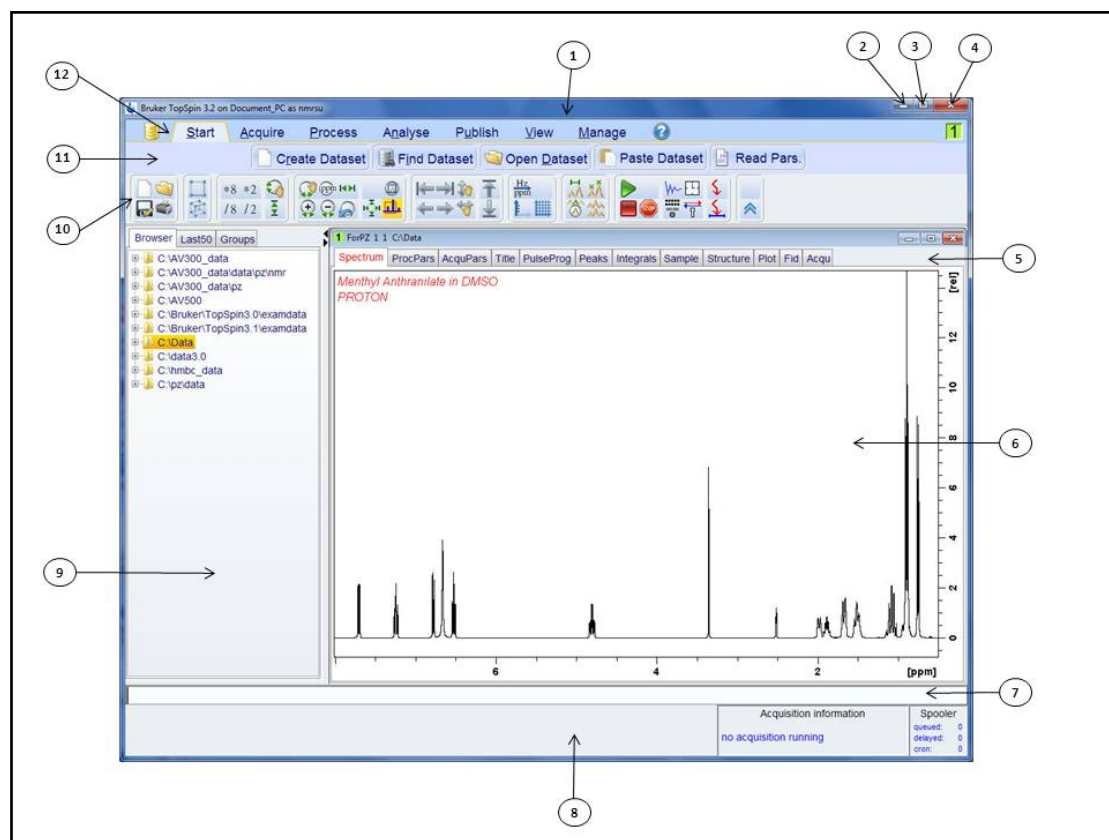 2
3
4
1
12
Bruker TopSpin 3.2 on Document_PC as nmrsu
Start Acquire Process Analyse Publish View Manage ? 1
11
Create Dataset Find Dataset Open Dataset Paste Dataset Read Pars.
*8 *2 ppm Hz ppm
/8 /2 STOP
10
Browser Last50 Groups
1 ForPZ 1 1 C:\Data
Spectrum ProcPars AcquPars Title PulseProg Peaks Integrals Sample Structure Plot Fid Acqu
5
C:\AV300_data
C:\AV300_data\data\pz\nmr
C:\AV300_data\pz
C:\AV500
C:\Bruker\TopSpin3.0\examdata
C:\Bruker\TopSpin3.1\examdata
C:\Data
C:\data3.0
C:\hmbc_data
C:\pz\data
Menthyl Anthranilate in DMSO
PROTON
[rel]
12
10
8
6
4
2
0
6
9
6 4 2 [ppm]
7
Acquisition information
no acquisition running
Spooler
queued: 0
delayed: 0
cron: 0
8